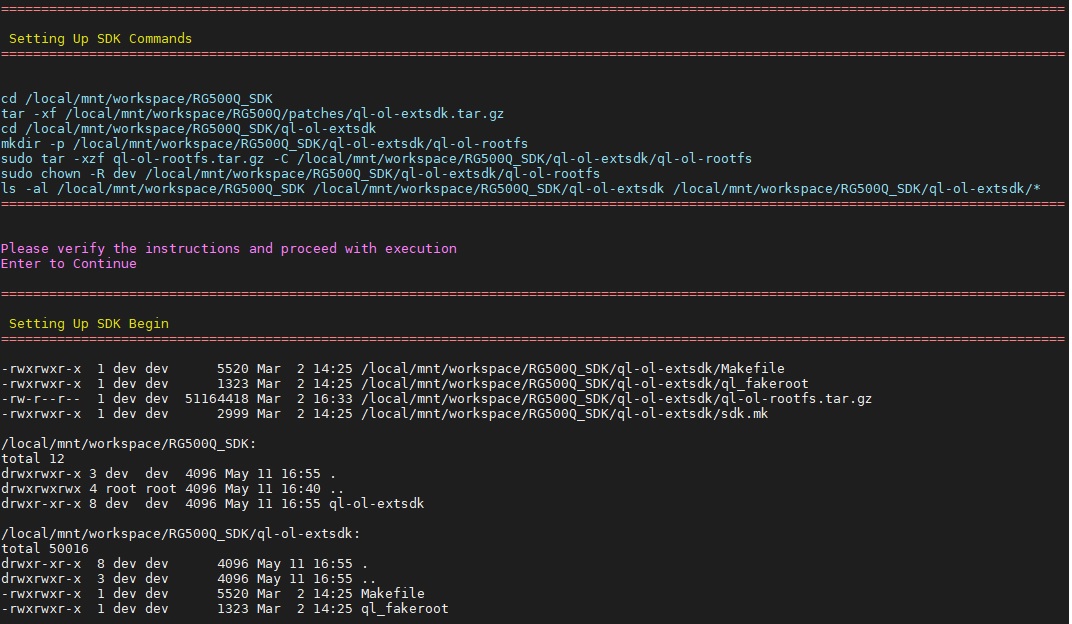 =====================================================================================================================================
Setting Up SDK Commands
=====================================================================================================================================
cd /local/mnt/workspace/RG500Q_SDK
tar -xf /local/mnt/workspace/RG500Q/patches/ql-ol-extsdk.tar.gz
cd /local/mnt/workspace/RG500Q_SDK/ql-ol-extsdk
mkdir -p /local/mnt/workspace/RG500Q_SDK/ql-ol-extsdk/ql-ol-rootfs
sudo tar -xzf ql-ol-rootfs.tar.gz -C /local/mnt/workspace/RG500Q_SDK/ql-ol-extsdk/ql-ol-rootfs
sudo chown -R dev /local/mnt/workspace/RG500Q_SDK/ql-ol-extsdk/ql-ol-rootfs
ls -al /local/mnt/workspace/RG500Q_SDK /local/mnt/workspace/RG500Q_SDK/ql-ol-extsdk /local/mnt/workspace/RG500Q_SDK/ql-ol-extsdk/*
=====================================================================================================================================
Please verify the instructions and proceed with execution
Enter to Continue
=====================================================================================================================================
Setting Up SDK Begin
=====================================================================================================================================
-rwxrwxr-x  1 dev dev      5520 Mar  2 14:25 /local/mnt/workspace/RG500Q_SDK/ql-ol-extsdk/Makefile
-rwxrwxr-x  1 dev dev      1323 Mar  2 14:25 /local/mnt/workspace/RG500Q_SDK/ql-ol-extsdk/ql_fakeroot
-rw-r--r--  1 dev dev  51164418 Mar  2 16:33 /local/mnt/workspace/RG500Q_SDK/ql-ol-extsdk/ql-ol-rootfs.tar.gz
-rwxrwxr-x  1 dev dev      2999 Mar  2 14:25 /local/mnt/workspace/RG500Q_SDK/ql-ol-extsdk/sdk.mk
/local/mnt/workspace/RG500Q_SDK:
total 12
drwxrwxr-x 3 dev  dev  4096 May 11 16:55 .
drwxrwxrwx 4 root root 4096 May 11 16:40 ..
drwxr-xr-x 8 dev  dev  4096 May 11 16:55 ql-ol-extsdk
/local/mnt/workspace/RG500Q_SDK/ql-ol-extsdk:
total 50016
drwxr-xr-x  8 dev dev      4096 May 11 16:55 .
drwxrwxr-x  3 dev dev      4096 May 11 16:55 ..
-rwxrwxr-x  1 dev dev      5520 Mar  2 14:25 Makefile
-rwxrwxr-x  1 dev dev      1323 Mar  2 14:25 ql_fakeroot